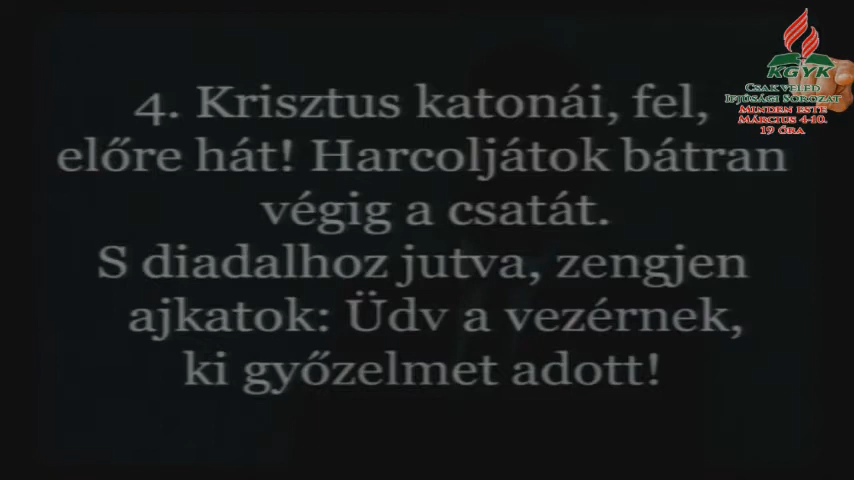 4. Krisztus katonái, fel,
előre hát! Harcoljátok bátran
végig a csatát.
S diadalhoz jutva, zengjen
ajkatok: Üdv a vezérnek,
ki győzelmet adott!
KGYK
Csak veled
Ifjúsági Sorozat
Minden este
Március 4-10.
19 óra